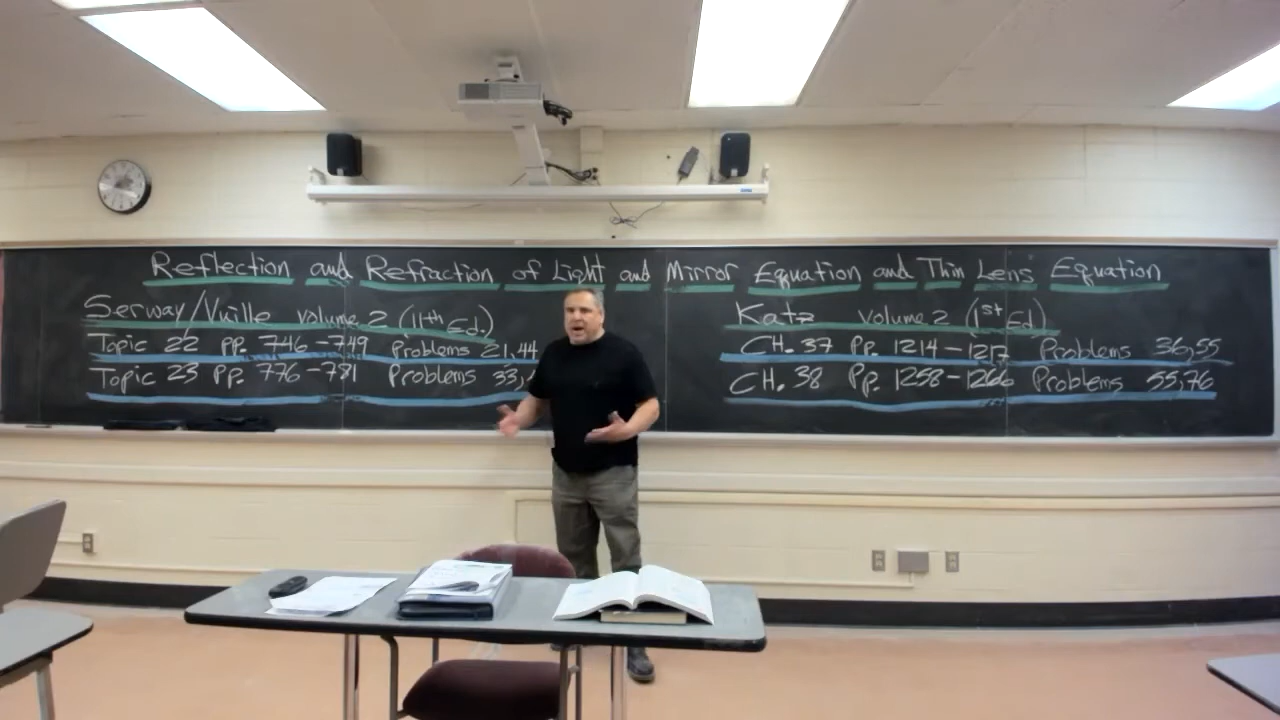 Reflection and Refraction of Light and Mirror Equation and Thin Lens Equation
Serway/Vuille volume 2 (11th Ed.)
Topic 22 pp. 746-749 Problems 21,44
Topic 23 pp. 776-781 Problems 33,
Katz volume 2 (1st Ed)
CH. 37 pp. 1214-1217 Problems 36,55
CH. 38 pp. 1258-1266 Problems 55,76